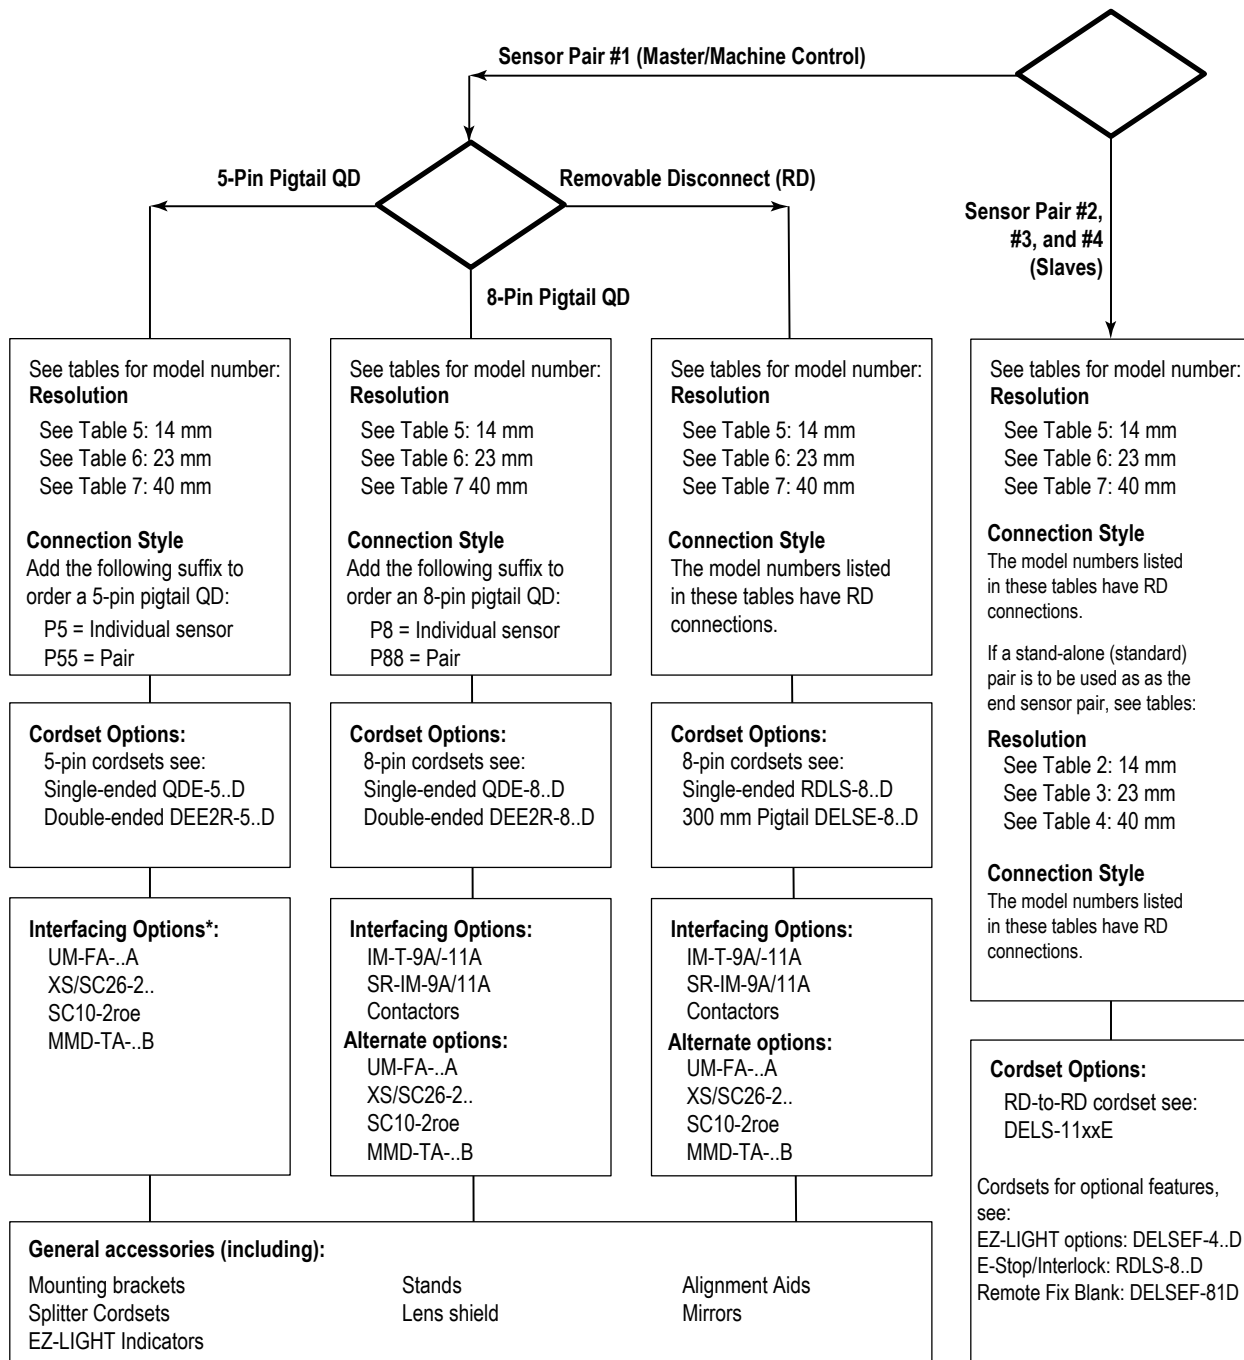 Sensor Pair #1 (Master/Machine Control)
5-Pin Pigtail QD
Removable Disconnect (RD)
8-Pin Pigtail QD
Sensor Pair #2,
#3, and #4
(Slaves)
See tables for model number:
Resolution
See Table 5: 14 mm
See Table 6: 23 mm
See Table 7: 40 mm
Connection Style
Add the following suffix to
order a 5-pin pigtail QD:
P5 = Individual sensor
P55 = Pair
Cordset Options:
5-pin cordsets see:
Single-ended QDE-5..D
Double-ended DEE2R-5..D
Interfacing Options*:
UM-FA-..A
XS/SC26-2..
SC10-2roe
MMD-TA-..B
See tables for model number:
Resolution
See Table 5: 14 mm
See Table 6: 23 mm
See Table 7 40 mm
Connection Style
Add the following suffix to
order an 8-pin pigtail QD:
P8 = Individual sensor
P88 = Pair
Cordset Options:
8-pin cordsets see:
Single-ended QDE-8..D
Double-ended DEE2R-8..D
Interfacing Options:
IM-T-9A/-11A
SR-IM-9A/11A
Contactors
Alternate options:
UM-FA-..A
XS/SC26-2..
SC10-2roe
MMD-TA-..B
See tables for model number:
Resolution
See Table 5: 14 mm
See Table 6: 23 mm
See Table 7: 40 mm
Connection Style
The model numbers listed
in these tables have RD
connections.
Cordset Options:
8-pin cordsets see:
Single-ended RDLS-8..D
300 mm Pigtail DELSE-8..D
Interfacing Options:
IM-T-9A/-11A
SR-IM-9A/11A
Contactors
Alternate options:
UM-FA-..A
XS/SC26-2..
SC10-2roe
MMD-TA-..B
See tables for model number:
Resolution
See Table 5: 14 mm
See Table 6: 23 mm
See Table 7: 40 mm
Connection Style
The model numbers listed
in these tables have RD
connections.
If a stand-alone (standard)
pair is to be used as as the
end sensor pair, see tables:
Resolution
See Table 2: 14 mm
See Table 3: 23 mm
See Table 4: 40 mm
Connection Style
The model numbers listed
in these tables have RD
connections.
Cordset Options:
RD-to-RD cordset see:
DELS-11xxE
Cordsets for optional features,
see:
EZ-LIGHT options: DELSEF-4..D
E-Stop/Interlock: RDLS-8..D
Remote Fix Blank: DELSEF-81D
General accessories (including):
Mounting brackets
Splitter Cordsets
EZ-LIGHT Indicators
Stands
Lens shield
Alignment Aids
Mirrors